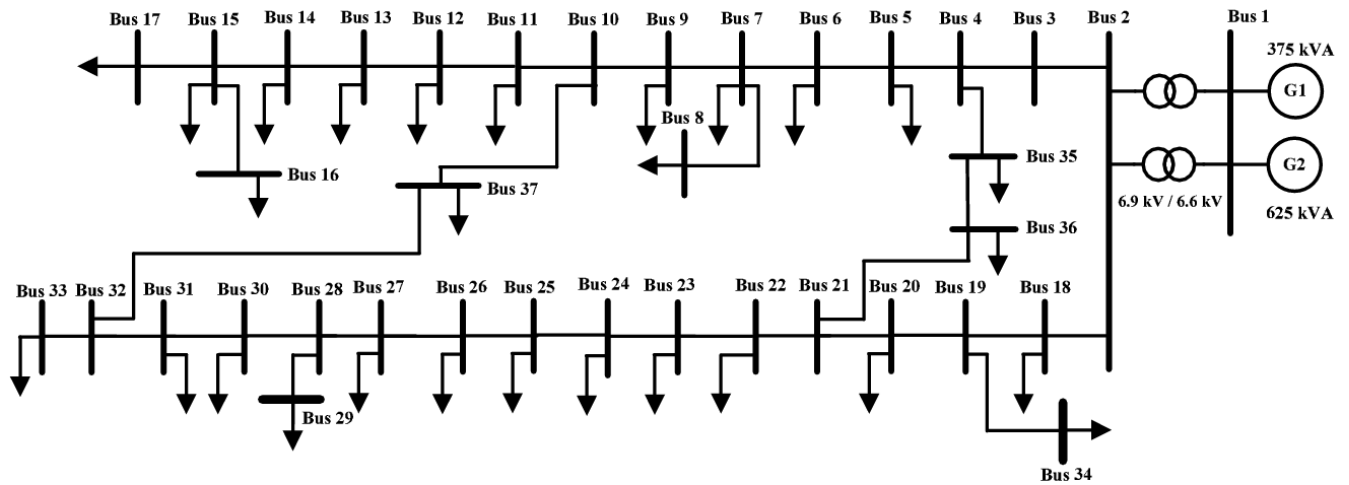 Bus 17
Bus 15
Bus 14
Bus 13
Bus 12
Bus 11
Bus 10
Bus 9
Bus 7
Bus 6
Bus 5
Bus 4
Bus 3
Bus 2
Bus 1
375 kVA
G1
Bus 8
Bus 16
Bus 37
Bus 35
G2
6.9 kV / 6.6 kV
625 kVA
Bus 36
Bus 33
Bus 32
Bus 31
Bus 30
Bus 28
Bus 27
Bus 26
Bus 25
Bus 24
Bus 23
Bus 22
Bus 21
Bus 20
Bus 19
Bus 18
Bus 29
Bus 34